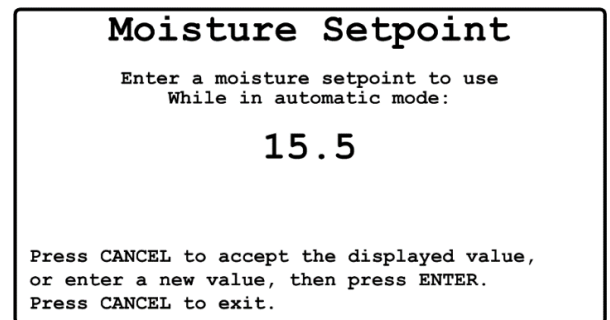 Moisture Setpoint
Enter a moisture setpoint to use
While in automatic mode:
15.5
Press CANCEL to accept the displayed value,
or enter a new value, then press ENTER.
Press CANCEL to exit.